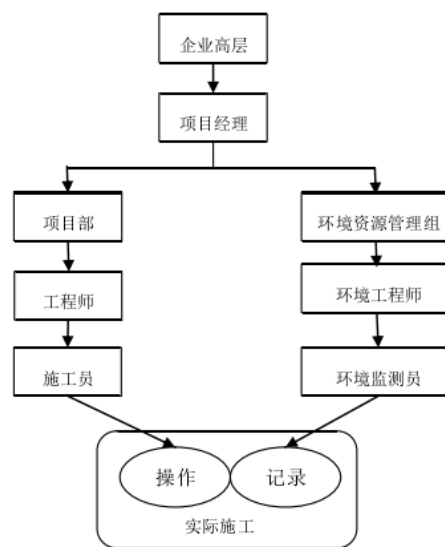 企业高层
项目经理
项目部
环境资源管理组
工程师
环境工程师
施工员
环境监测员
操作
记录
实际施工